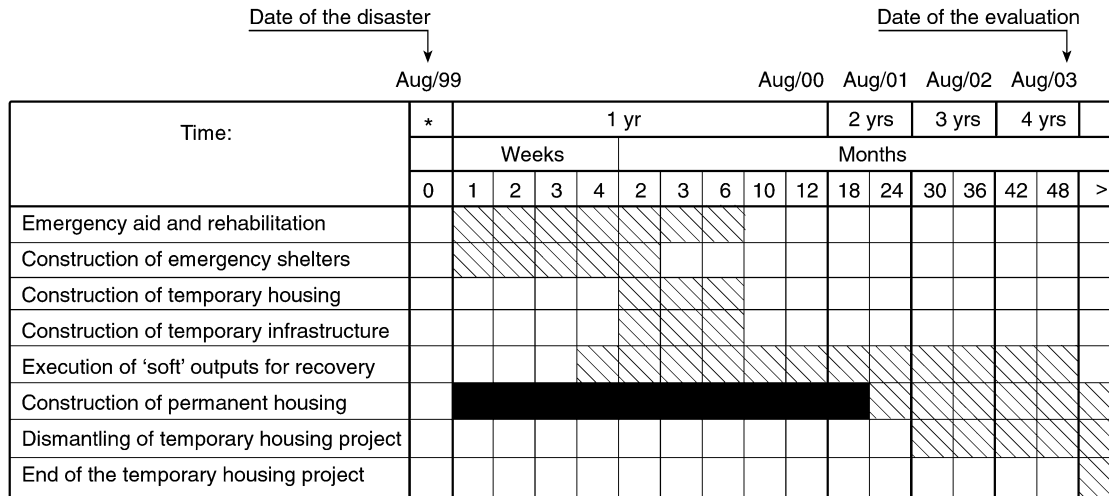 Date of the disaster
Date of the evaluation
Aug/99 Aug/00 Aug/01 Aug/02 Aug/03
Time: * 1 yr 2 yrs 3 yrs 4 yrs
Weeks Months
0 1 2 3 4 2 3 6 10 12 18 24 30 36 42 48 >
Emergency aid and rehabilitation
Construction of emergency shelters
Construction of temporary housing
Construction of temporary infrastructure
Execution of ‘soft’ outputs for recovery
Construction of permanent housing
Dismantling of temporary housing project
End of the temporary housing project